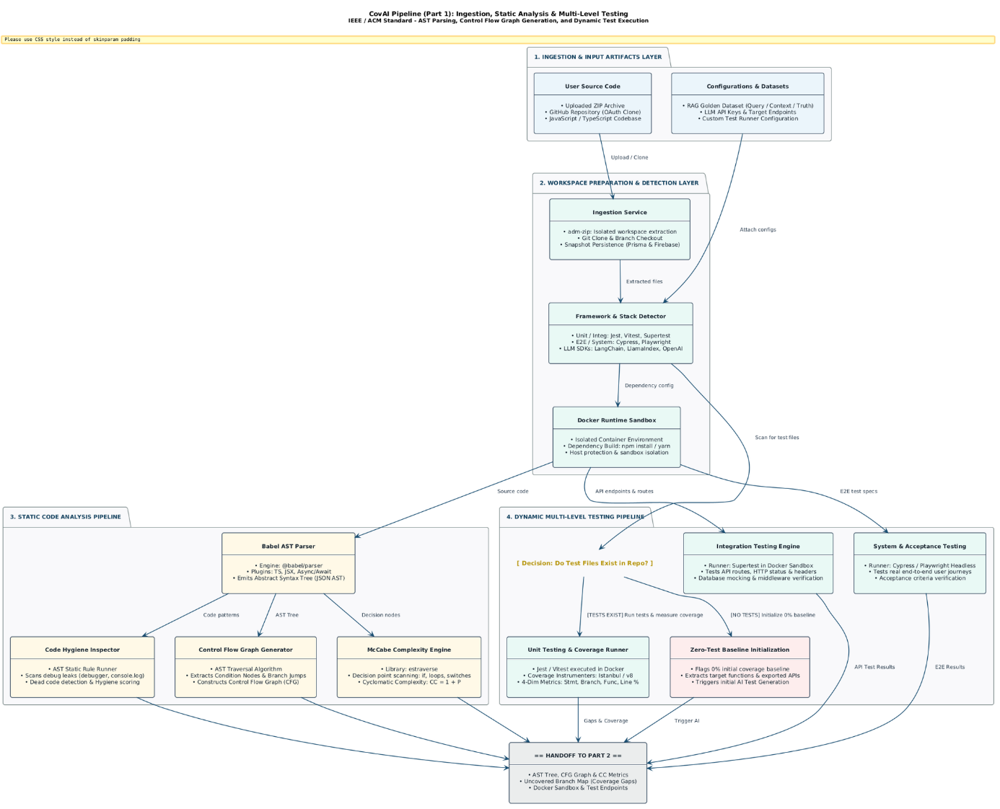 CovAI Pipeline (Part 1): Ingestion, Static Analysis & Multi-Level Testing
IEEE / ACM Standard - AST Parsing, Control Flow Graph Generation, and Dynamic Test Execution
Please use CSS style instead of skinparam padding
1. INGESTION & INPUT ARTIFACTS LAYER
User Source Code
• Uploaded ZIP Archive
• GitHub Repository (OAuth Clone)
• JavaScript / TypeScript Codebase
Configurations & Datasets
• RAG Golden Dataset (Query / Context / Truth)
• LLM API Keys & Target Endpoints
• Custom Test Runner Configuration
Upload / Clone
Attach configs
2. WORKSPACE PREPARATION & DETECTION LAYER
Ingestion Service
• adm-zip: Isolated workspace extraction
• Git Clone & Branch Checkout
• Snapshot Persistence (Prisma & Firebase)
Extracted files
Framework & Stack Detector
• Unit / Integ: Jest, Vitest, Supertest
• E2E / System: Cypress, Playwright
• LLM SDKs: LangChain, LlamaIndex, OpenAI
Dependency config
Scan for test files
Docker Runtime Sandbox
• Isolated Container Environment
• Dependency Build: npm install / yarn
• Host protection & sandbox isolation
Source code
API endpoints & routes
E2E test specs
3. STATIC CODE ANALYSIS PIPELINE
Babel AST Parser
• Engine: @babel/parser
• Plugins: TS, JSX, Async/Await
• Emits Abstract Syntax Tree (JSON AST)
Code patterns
AST Tree
Decision nodes
Code Hygiene Inspector
• AST Static Rule Runner
• Scans debug leaks (debugger, console.log)
• Dead code detection & Hygiene scoring
Control Flow Graph Generator
• AST Traversal Algorithm
• Extracts Condition Nodes & Branch Jumps
• Constructs Control Flow Graph (CFG)
McCabe Complexity Engine
• Library: estraverse
• Decision point scanning: if, loops, switches
• Cyclomatic Complexity: CC = 1 + P
4. DYNAMIC MULTI-LEVEL TESTING PIPELINE
[ Decision: Do Test Files Exist in Repo? ]
Integration Testing Engine
• Runner: Supertest in Docker Sandbox
• Tests API routes, HTTP status & headers
• Database mocking & middleware verification
System & Acceptance Testing
• Runner: Cypress / Playwright Headless
• Tests real end-to-end user journeys
• Acceptance criteria verification
[TESTS EXIST] Run tests & measure coverage
[NO TESTS] Initialize 0% baseline
Unit Testing & Coverage Runner
• Jest / Vitest executed in Docker
• Coverage Instrumenters: Istanbul / v8
• 4-Dim Metrics: Stmt, Branch, Func, Line %
Zero-Test Baseline Initialization
• Flags 0% initial coverage baseline
• Extracts target functions & exported APIs
• Triggers initial AI Test Generation
API Test Results
E2E Results
Gaps & Coverage
Trigger AI
== HANDOFF TO PART 2 ==
• AST Tree, CFG Graph & CC Metrics
• Uncovered Branch Map (Coverage Gaps)
• Docker Sandbox & Test Endpoints